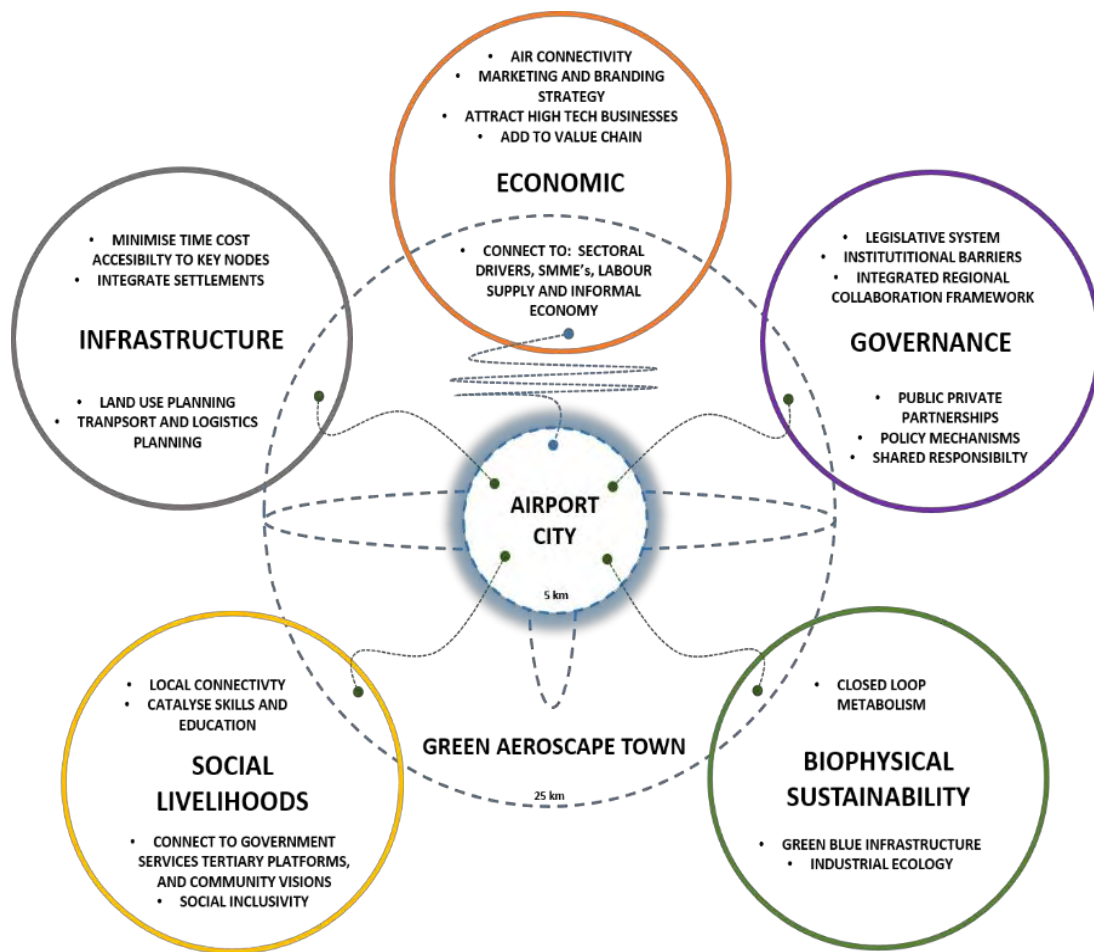 • AIR CONNECTIVITY
• MARKETING AND BRANDING
STRATEGY
• ATTRACT HIGH TECH BUSINESSES
• ADD TO VALUE CHAIN
ECONOMIC
• CONNECT TO: SECTORAL
DRIVERS, SMME's, LABOUR
SUPPLY AND INFORMAL
ECONOMY
• MINIMISE TIME COST
ACCESIBILTY TO KEY NODES
• INTEGRATE SETTLEMENTS
INFRASTRUCTURE
• LAND USE PLANNING
• TRANPSORT AND LOGISTICS
PLANNING
• LEGISLATIVE SYSTEM
• INSTITUTITIONAL BARRIERS
• INTEGRATED REGIONAL
COLLABORATION FRAMEWORK
GOVERNANCE
• PUBLIC PRIVATE
PARTNERSHIPS
• POLICY MECHANISMS
• SHARED RESPONSIBILTY
AIRPORT
CITY
5 km
• LOCAL CONNECTIVTY
• CATALYSE SKILLS AND
EDUCATION
SOCIAL
LIVELIHOODS
• CONNECT TO GOVERNMENT
SERVICES TERTIARY PLATFORMS,
AND COMMUNITY VISIONS
• SOCIAL INCLUSIVITY
GREEN AEROSCAPE TOWN
25 km
• CLOSED LOOP
METABOLISM
BIOPHYSICAL
SUSTAINABILITY
• GREEN BLUE INFRASTRUCTURE
• INDUSTRIAL ECOLOGY